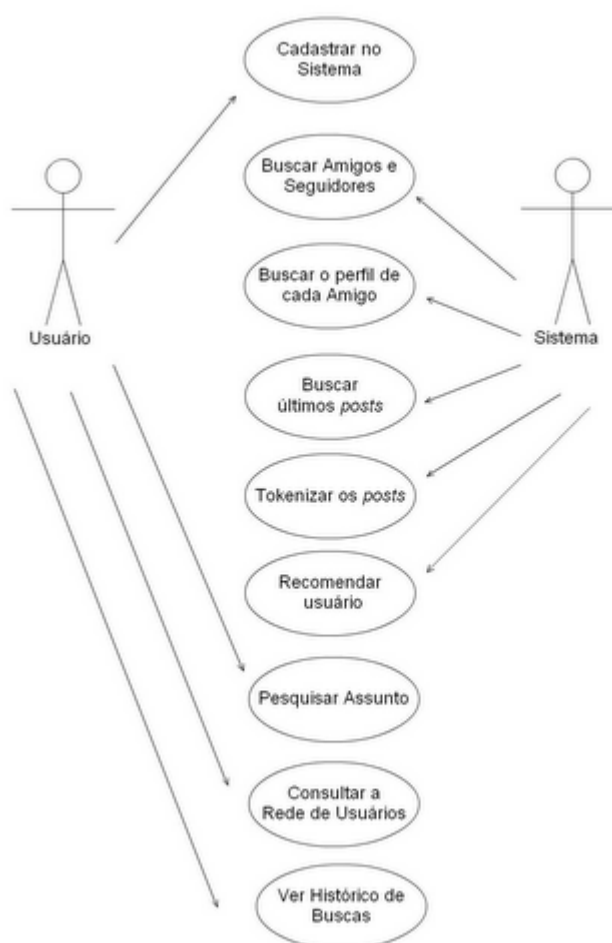 Cadastrar no
Sistema
Buscar Amigos e
Seguidores
Buscar o perfil de
cada Amigo
Usuário
Sistema
Buscar
últimos posts
Tokenizar os posts
Recomendar
usuário
Pesquisar Assunto
Consultar a
Rede de Usuários
Ver Histórico de
Buscas